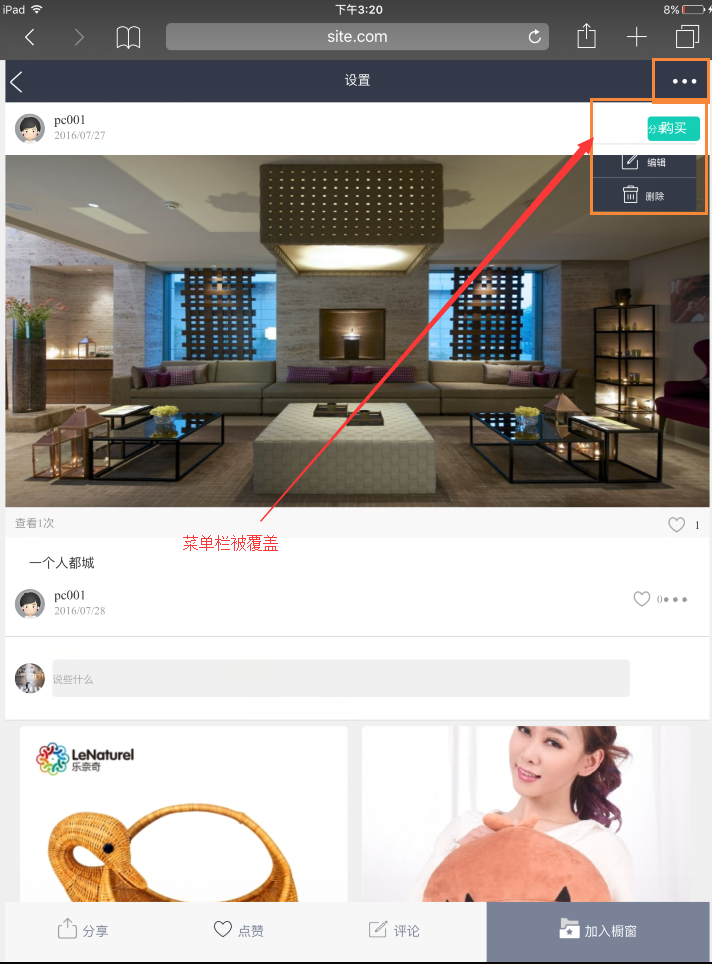 iPad 下午3:20 8%
site.com
设置
pc001
2016/07/27
分享
购买
编辑
删除
查看1次
1
菜单栏被覆盖
一个人都城
pc001
2016/07/28
0
说些什么
LeNaturel
乐奈奇
分享 点赞 评论 加入橱窗